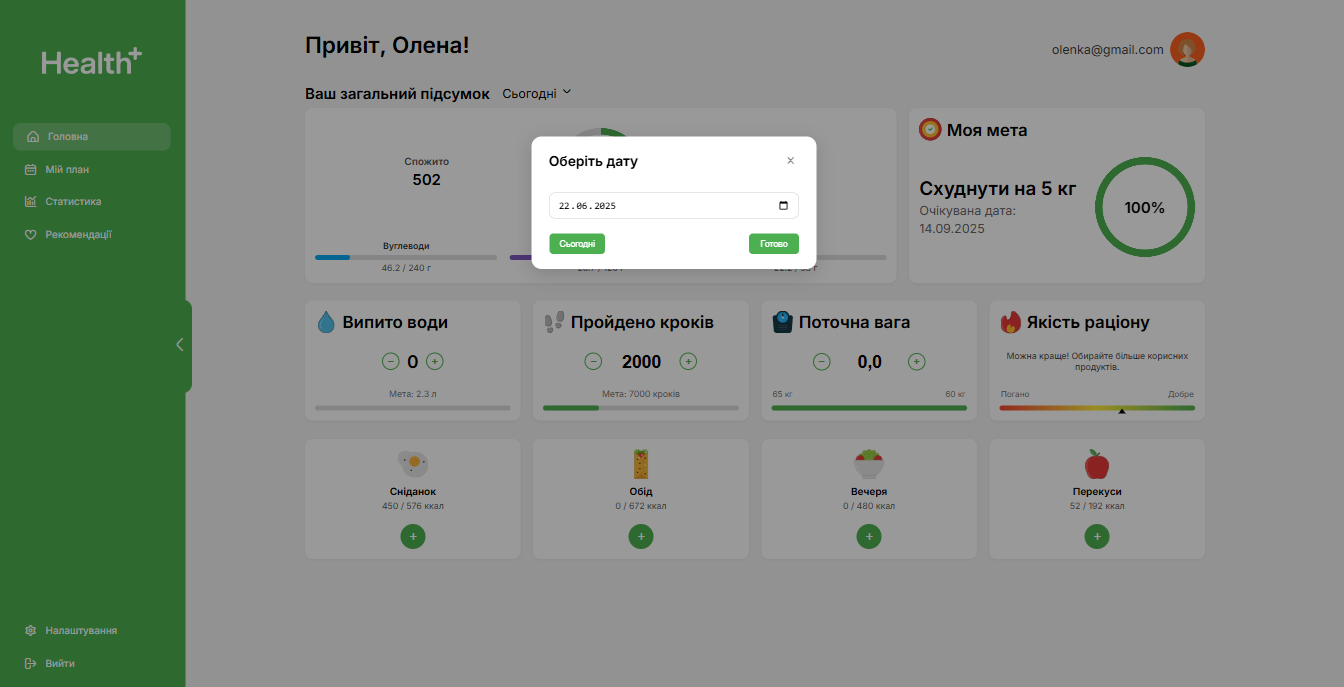 Health+
Головна
Мій план
Статистика
Рекомендації
Налаштування
Вийти
Привіт, Олена!
olenka@gmail.com
Ваш загальний підсумок Сьогодні
Спожито
502
Вуглеводи
46.2 / 240 г
Оберіть дату
×
22.06.2025
Сьогодні
Готово
Моя мета
Схуднути на 5 кг
Очікувана дата:
14.09.2025
100%
Випито води
0
Мета: 2.3 л
Пройдено кроків
2000
Мета: 7000 кроків
Поточна вага
0,0
65 кг
60 кг
Якість раціону
Можна краще! Обирайте більше корисних
продуктів.
Погано
Добре
Сніданок
450 / 576 ккал
+
Обід
0 / 672 ккал
+
Вечеря
0 / 480 ккал
+
Перекуси
52 / 192 ккал
+